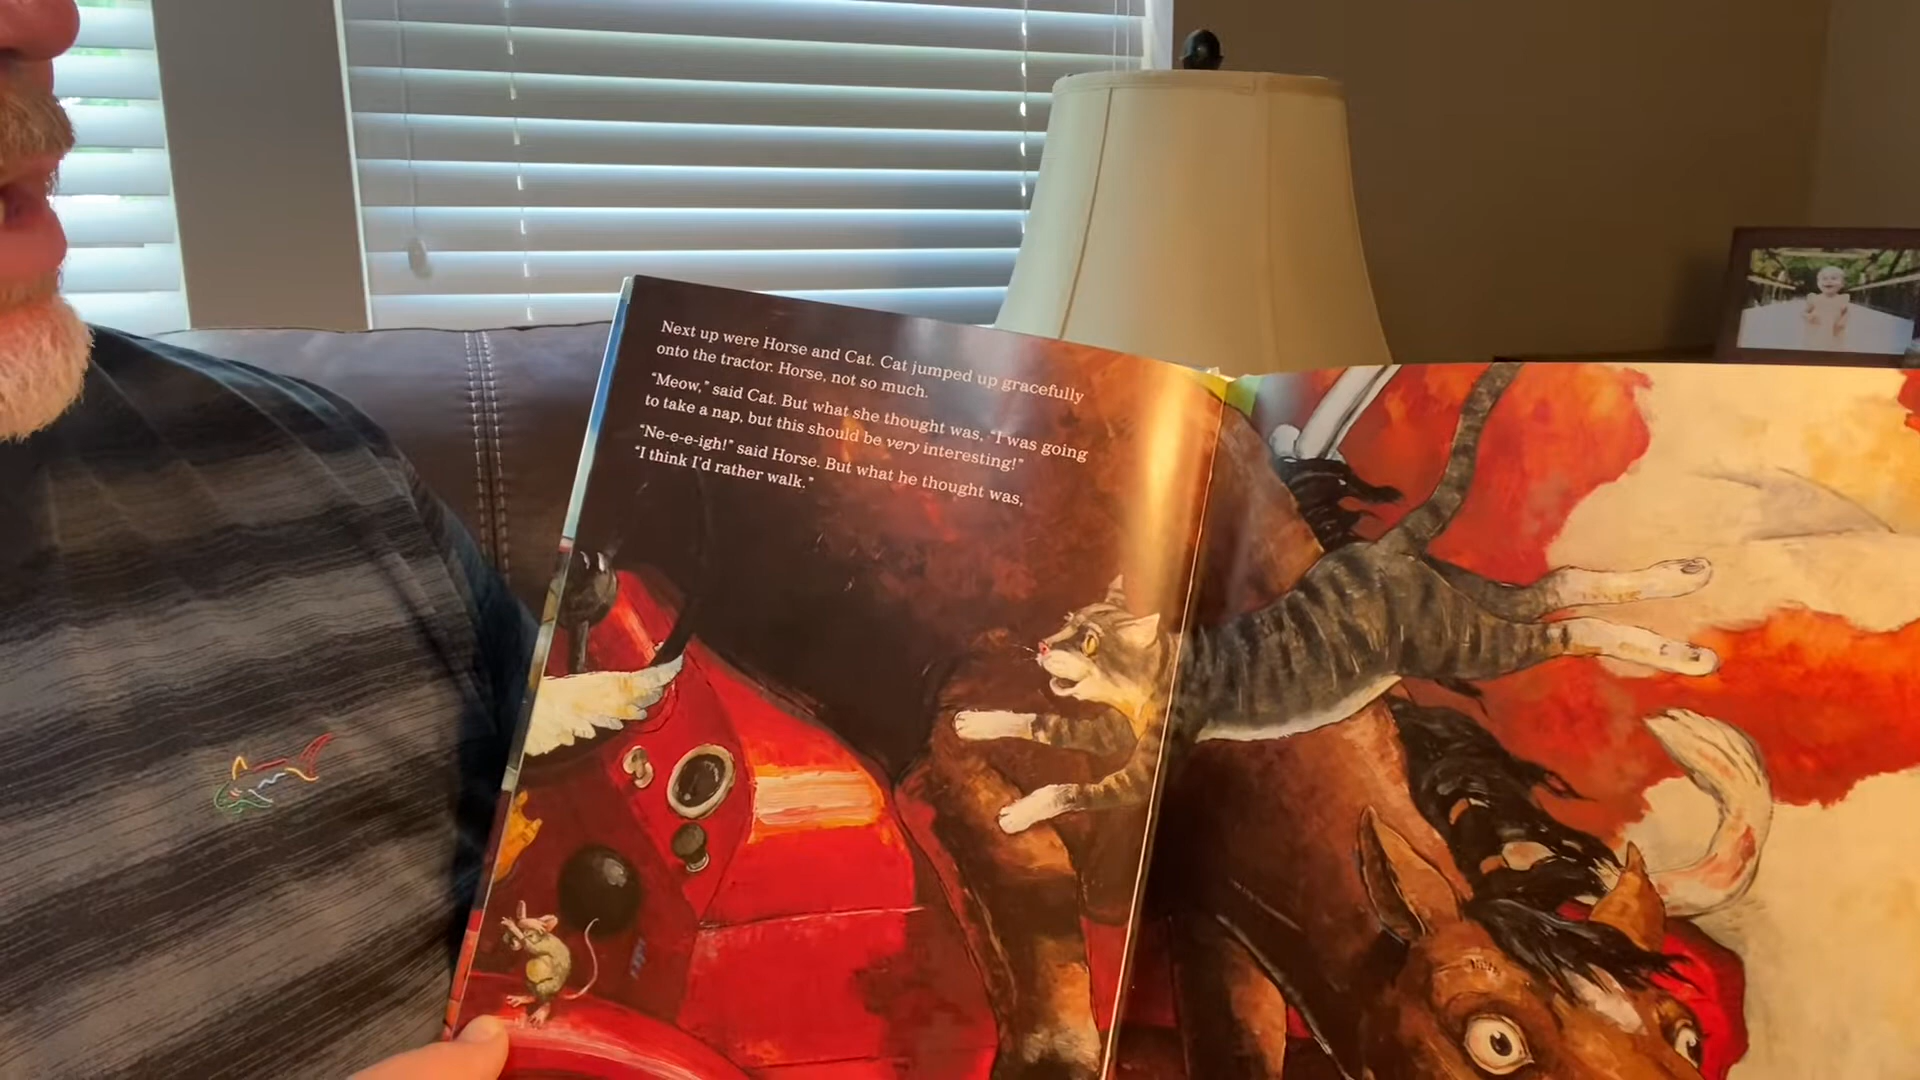 Next up were Horse and Cat. Cat jumped up gracefully
onto the tractor. Horse, not so much.
“Meow,” said Cat. But what she thought was, “I was going
to take a nap, but this should be very interesting!”
“Ne-e-e-igh!” said Horse. But what he thought was,
“I think I’d rather walk.”